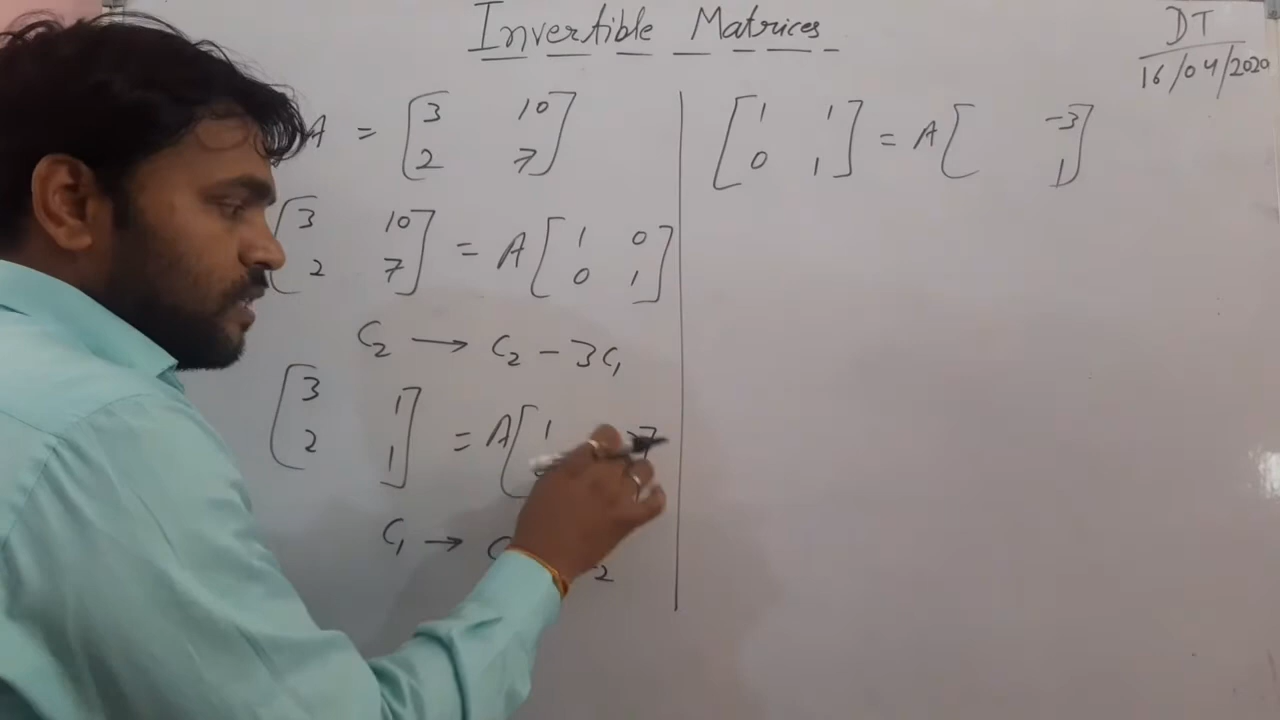 Invertible Matrices
DT
16/04/2020
A = [3 10
2 7]
[3 10
2 7] = A [1 0
0 1]
C₂ → C₂ - 3C₁
[3 1
2 1] = A [1
C₁ →
2
[1 1
0 1] = A [ -3
1]